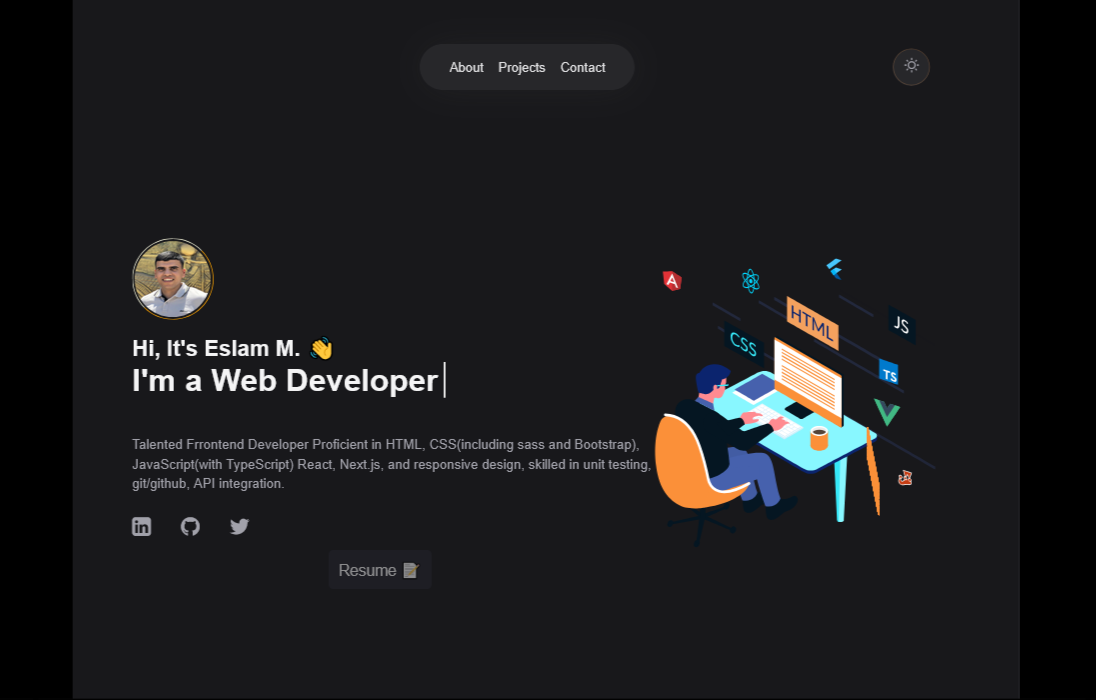 About Projects Contact
Hi, It's Eslam M. 👋
I'm a Web Developer
Talented Frrontend Developer Proficient in HTML, CSS(including sass and Bootstrap),
JavaScript(with TypeScript) React, Next.js, and responsive design, skilled in unit testing,
git/github, API integration.
in
Resume 📝
A
HTML
JS
CSS
TS